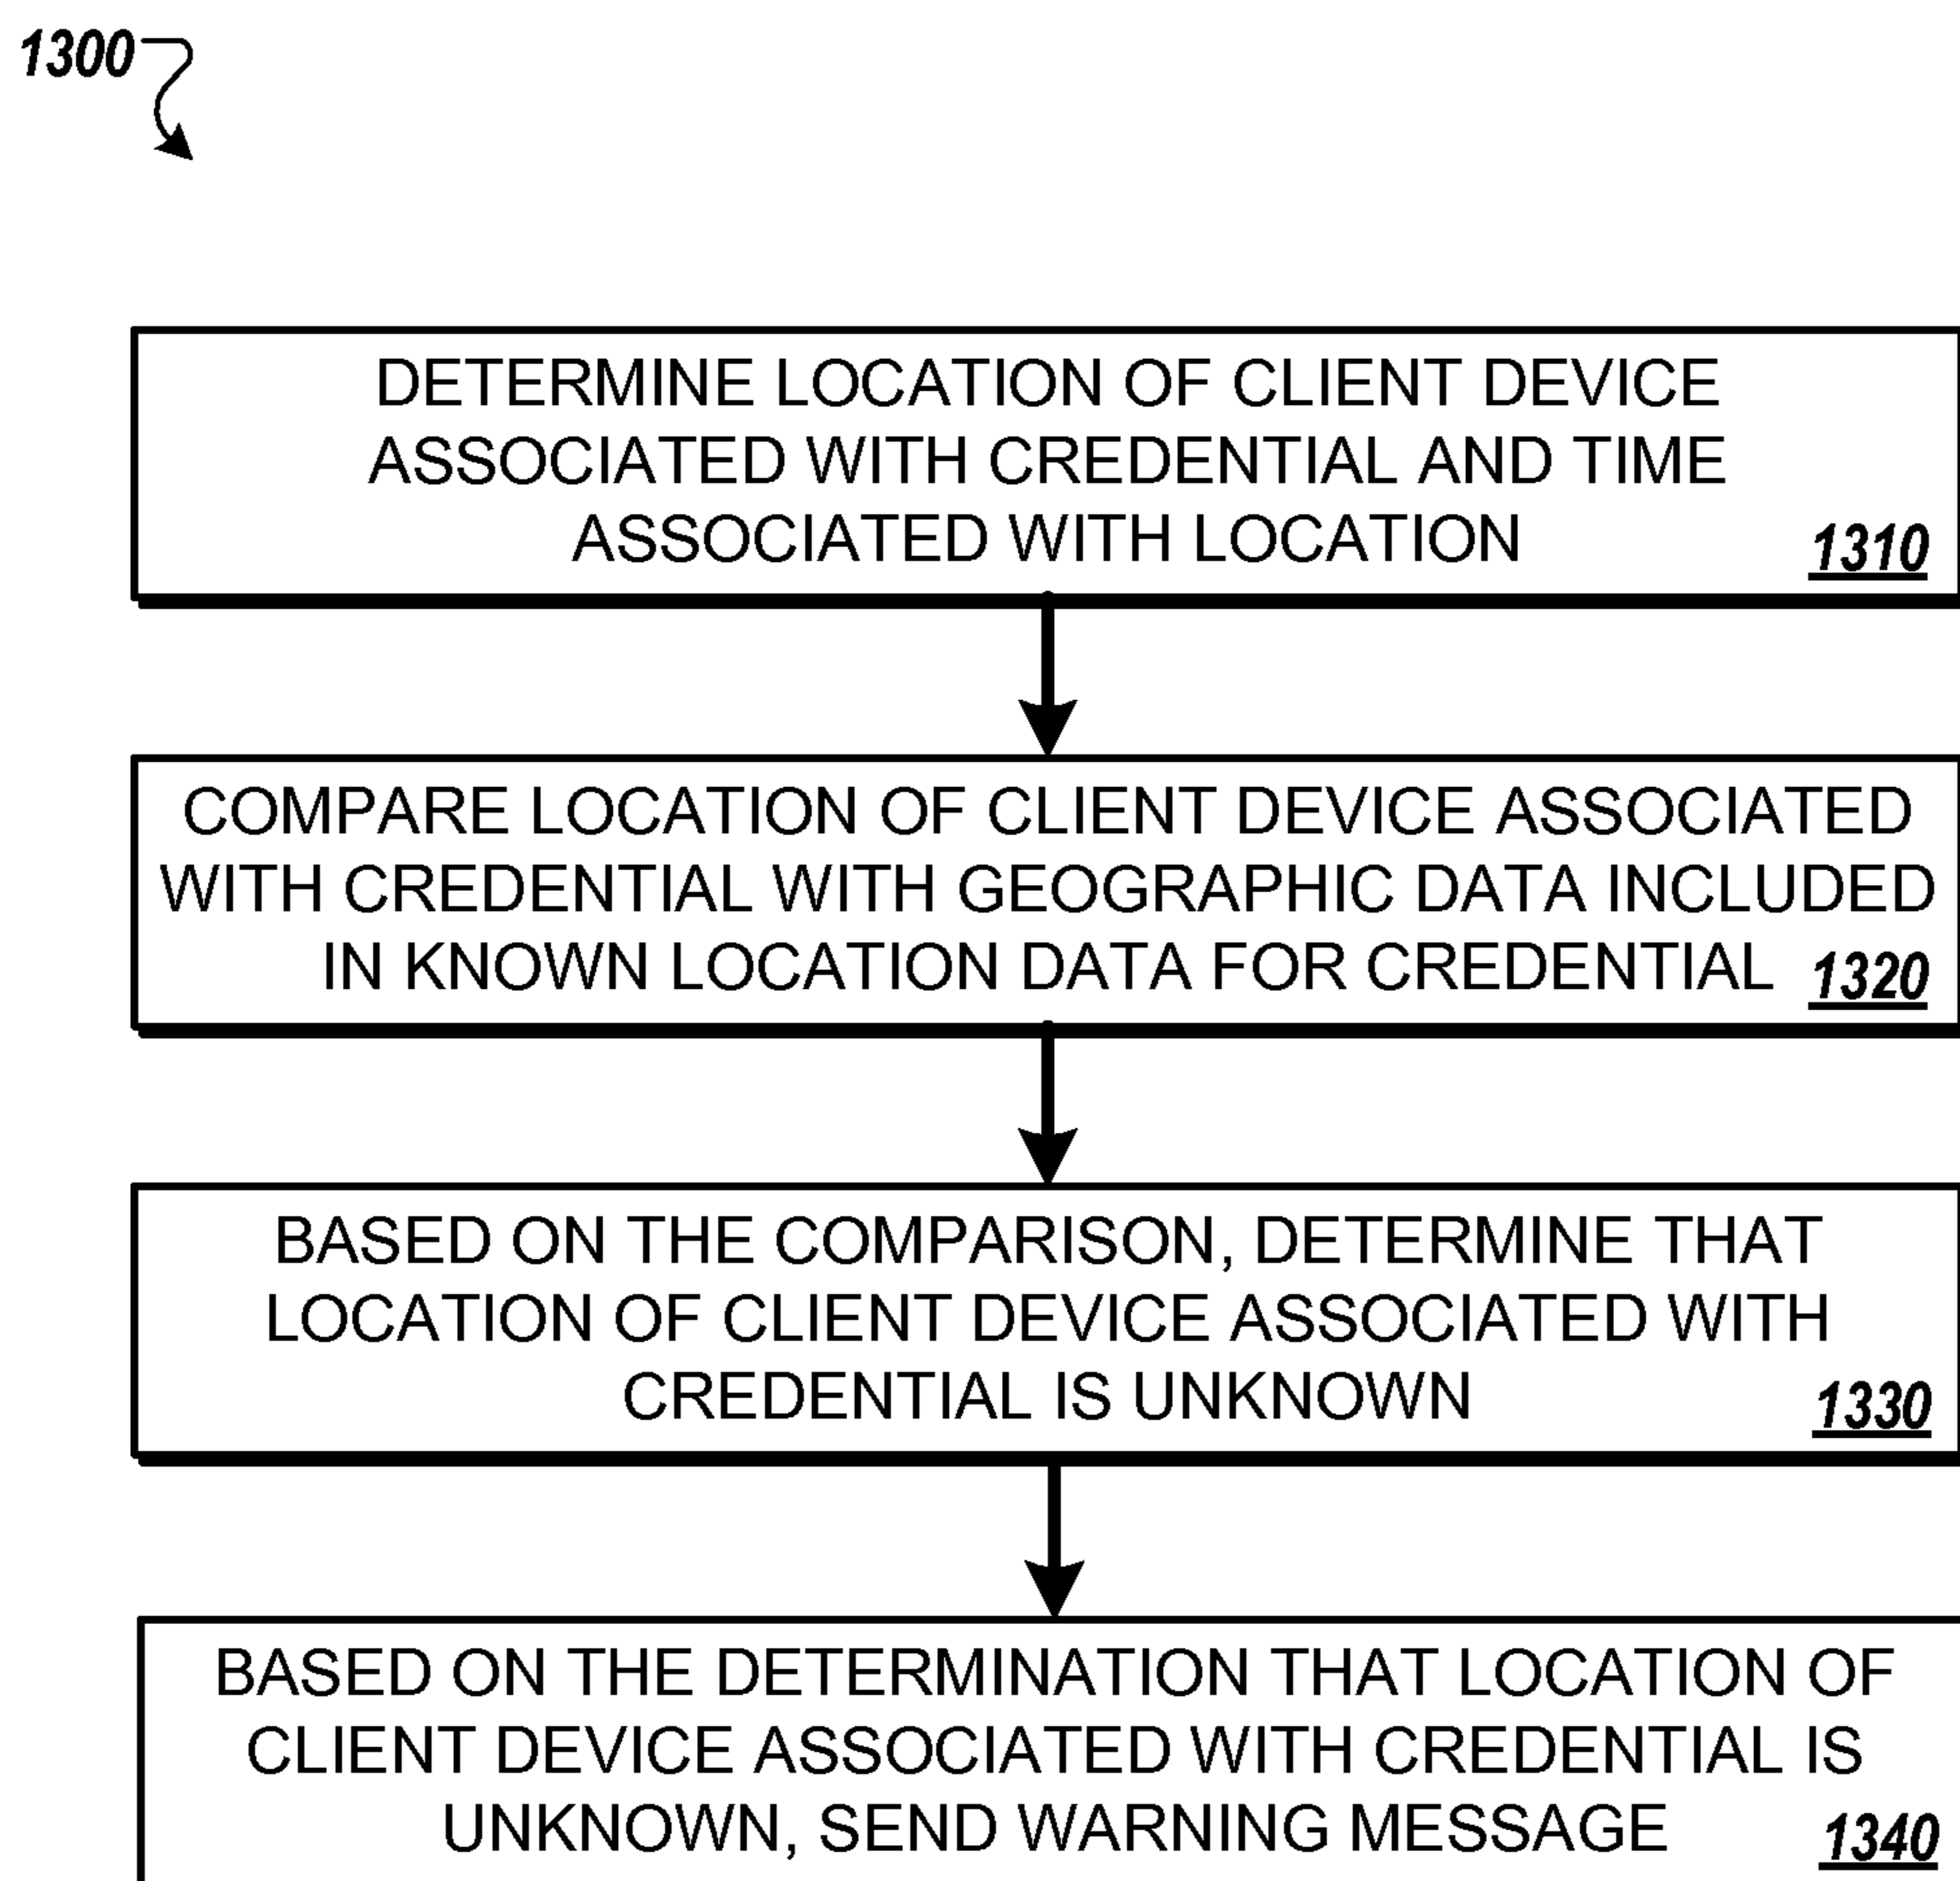 1300
DETERMINE LOCATION OF CLIENT DEVICE
ASSOCIATED WITH CREDENTIAL AND TIME
ASSOCIATED WITH LOCATION
1310
COMPARE LOCATION OF CLIENT DEVICE ASSOCIATED
WITH CREDENTIAL WITH GEOGRAPHIC DATA INCLUDED
IN KNOWN LOCATION DATA FOR CREDENTIAL
1320
BASED ON THE COMPARISON, DETERMINE THAT
LOCATION OF CLIENT DEVICE ASSOCIATED WITH
CREDENTIAL IS UNKNOWN
1330
BASED ON THE DETERMINATION THAT LOCATION OF
CLIENT DEVICE ASSOCIATED WITH CREDENTIAL IS
UNKNOWN, SEND WARNING MESSAGE
1340